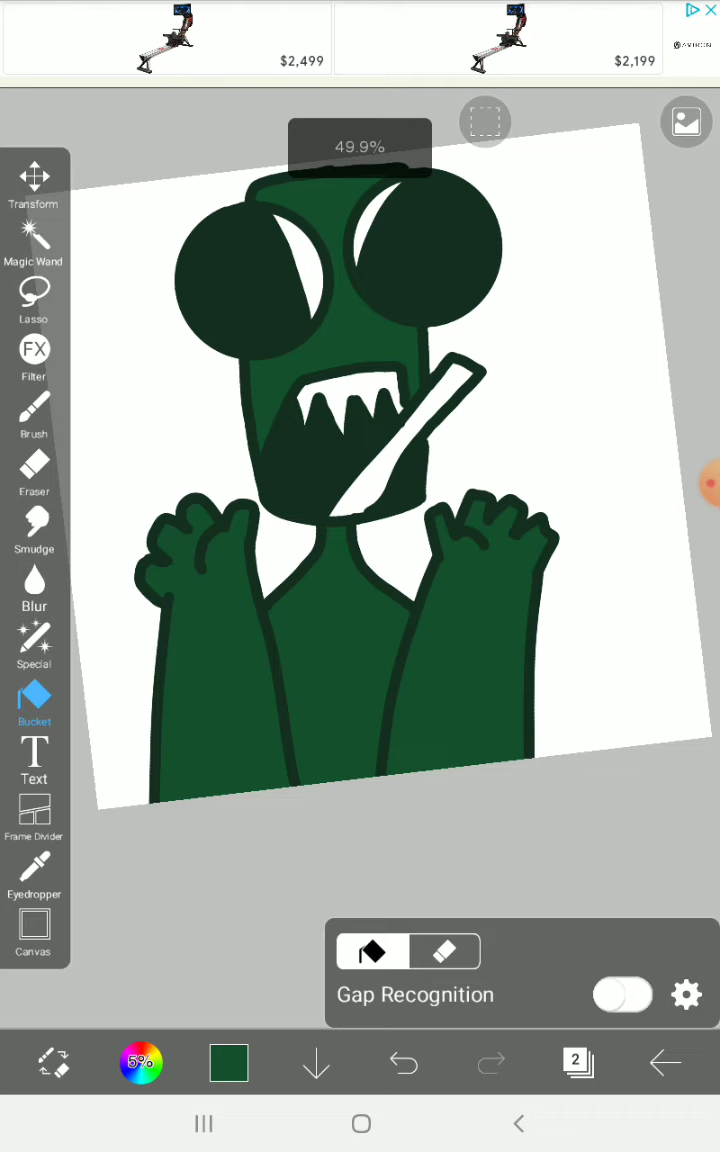 $2,499
$2,199
AVIRON
49.9%
Transform
Magic Wand
Lasso
FX
Filter
Brush
Eraser
Smudge
Blur
Special
Bucket
T
Text
Frame Divider
Eyedropper
Canvas
Gap Recognition
5%
2